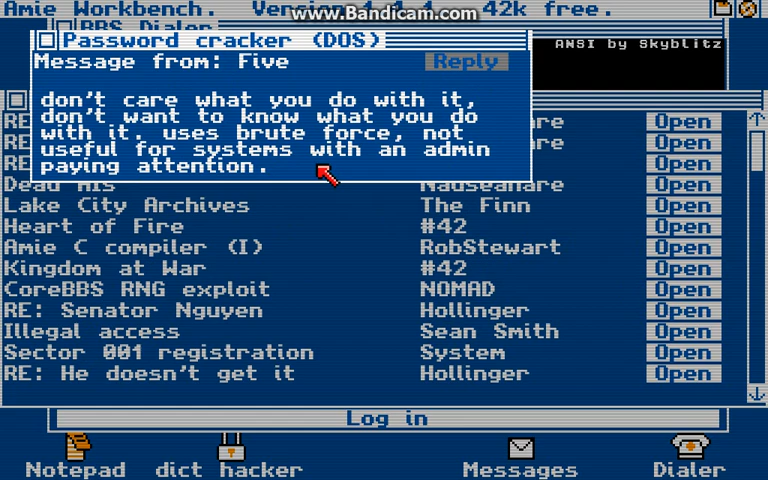 www.Bandicam.com
Amie Workbench. Version 1.1.1 42k free.
BBS Dialer
Password cracker (DOS)
Message from: Five Reply
ANSI by Skyblitz
don't care what you do with it,
don't want to know what you do
with it. uses brute force, not
useful for systems with an admin
paying attention.
RE are Open
RE are Open
RE Open
Dead His Nauseahare Open
Lake City Archives The Finn Open
Heart of Fire #42 Open
Amie C compiler (I) RobStewart Open
Kingdom at War #42 Open
CoreBBS RNG exploit NOMAD Open
RE: Senator Nguyen Hollinger Open
Illegal access Sean Smith Open
Sector 001 registration System Open
RE: He doesn't get it Hollinger Open
Log in
Notepad dict hacker Messages Dialer